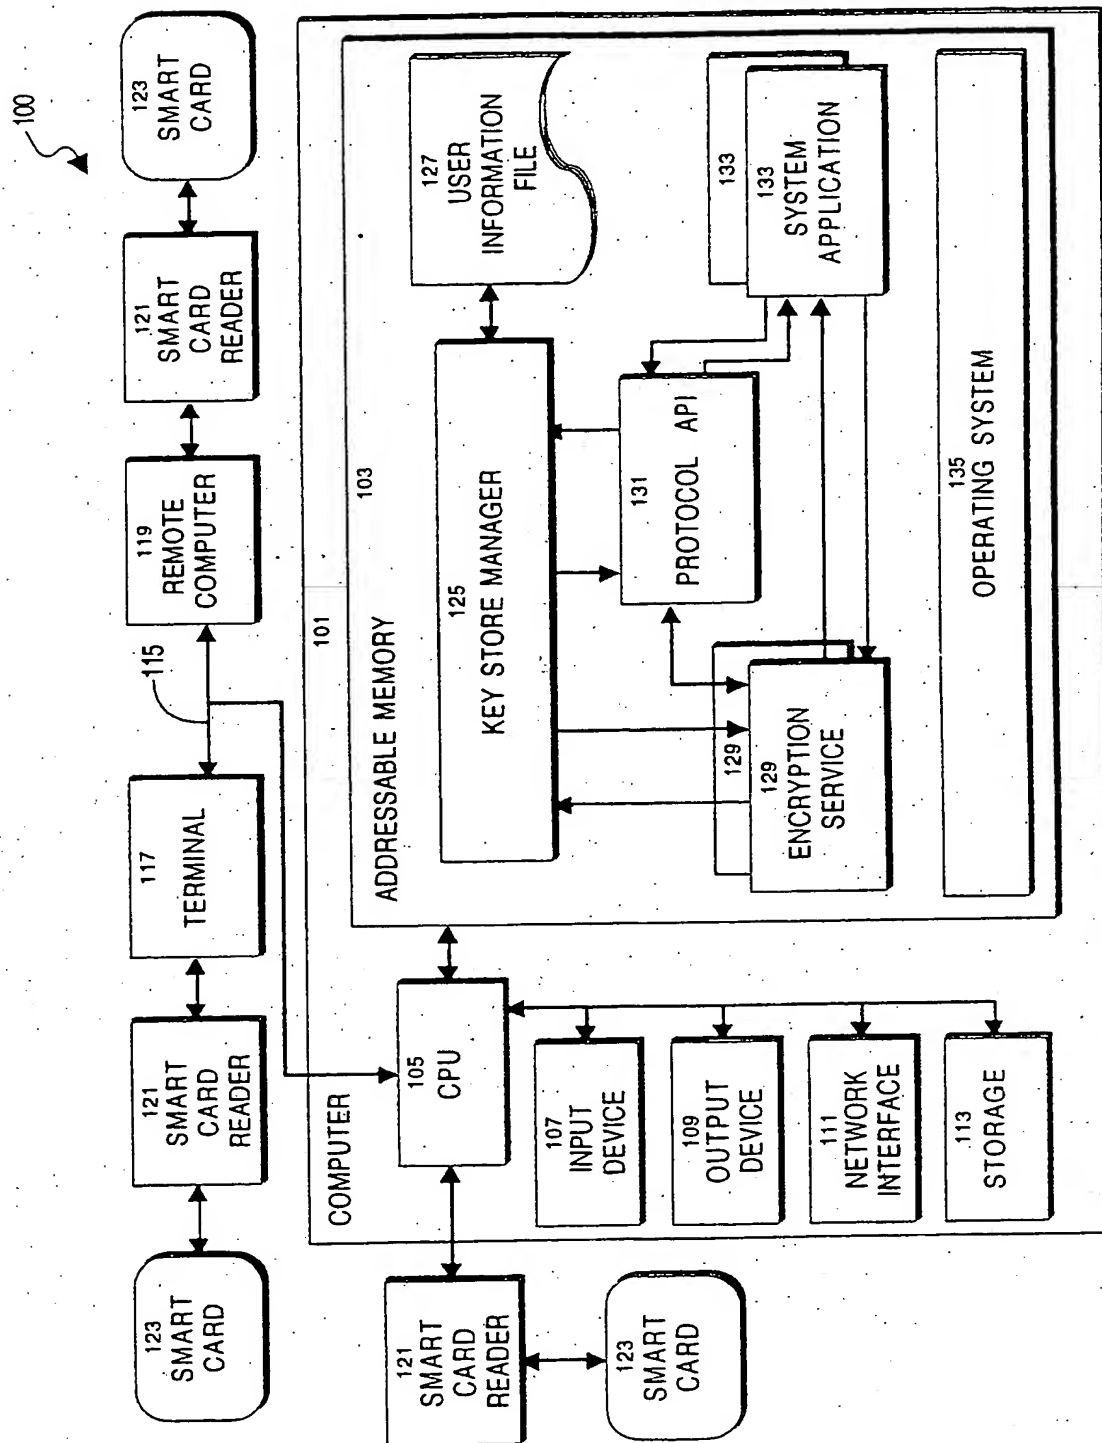 100
123
SMART
CARD
121
SMART
CARD
READER
117
TERMINAL
115
119
REMOTE
COMPUTER
121
SMART
CARD
READER
123
SMART
CARD
COMPUTER
101
121
SMART
CARD
READER
123
SMART
CARD
105
CPU
107
INPUT
DEVICE
109
OUTPUT
DEVICE
111
NETWORK
INTERFACE
113
STORAGE
ADDRESSABLE MEMORY
103
125
KEY STORE MANAGER
127
USER
INFORMATION
FILE
129
129
ENCRYPTION
SERVICE
131
PROTOCOL API
133
133
SYSTEM
APPLICATION
135
OPERATING SYSTEM